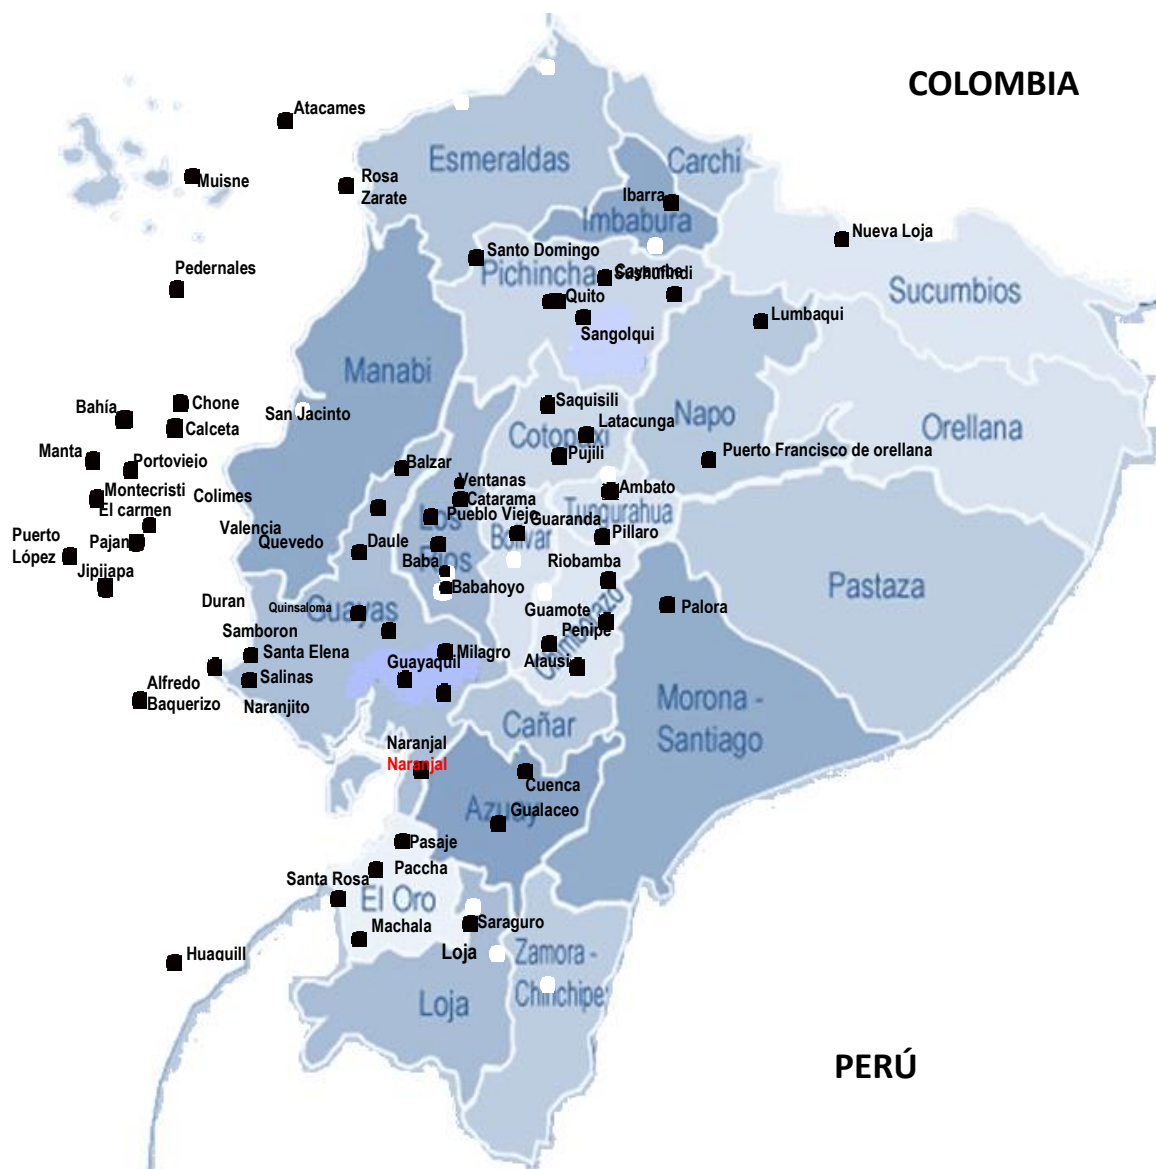 COLOMBIA
Atacames
Esmeraldas
Carchi
Muisne
Rosa
Zarate
Ibarra
Imbabura
Nueva Loja
Santo Domingo
Pichincha
Pedernales
Cayambe
Sushufindi
Sucumbios
Quito
Lumbaqui
Sangolqui
Manabi
Bahía
Chone
San Jacinto
Saquisili
Calceta
Cotopaxi
Latacunga
Napo
Orellana
Manta
Portoviejo
Balzar
Pujili
Puerto Francisco de orellana
Montecristi
Colimes
Ventanas
Catarama
Ambato
El carmen
Pueblo Viejo
Tungurahua
Valencia
Los
Rios
Guaranda
Pillaro
Puerto
López
Pajan
Quevedo
Daule
Bolivar
Baba
Riobamba
Jipijapa
Babahoyo
Pastaza
Duran
Quinsaloma
Guayas
Guamote
Palora
Samboron
Penipe
Chimborazo
Santa Elena
Milagro
Guayaquil
Alausi
Salinas
Alfredo
Baquerizo
Naranjito
Morona -
Santiago
Cañar
Naranjal
Naranjal
Cuenca
Azuay
Gualaceo
Pasaje
Paccha
Santa Rosa
El Oro
Machala
Saraguro
Huaquill
Loja
Zamora -
Chinchipe
Loja
PERÚ